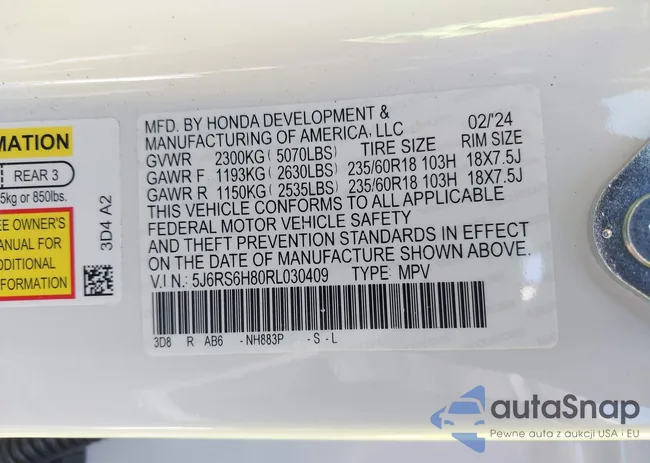 MATION
REAR 3
5kg or 850lbs.
EE OWNER'S
MANUAL FOR
ADDITIONAL
FORMATION
3D4 A2
MFD. BY HONDA DEVELOPMENT &
MANUFACTURING OF AMERICA, LLC 02/'24
GVWR 2300KG ( 5070LBS) TIRE SIZE RIM SIZE
GAWR F 1193KG ( 2630LBS) 235/60R18 103H 18X7.5J
GAWR R 1150KG ( 2535LBS) 235/60R18 103H 18X7.5J
THIS VEHICLE CONFORMS TO ALL APPLICABLE
FEDERAL MOTOR VEHICLE SAFETY
AND THEFT PREVENTION STANDARDS IN EFFECT
ON THE DATE OF MANUFACTURE SHOWN ABOVE.
V.I.N.: 5J6RS6H80RL030409 TYPE: MPV
3D8 R AB6 -NH883P -S-L
autaSnap
Pewne auta z aukcji USA i EU